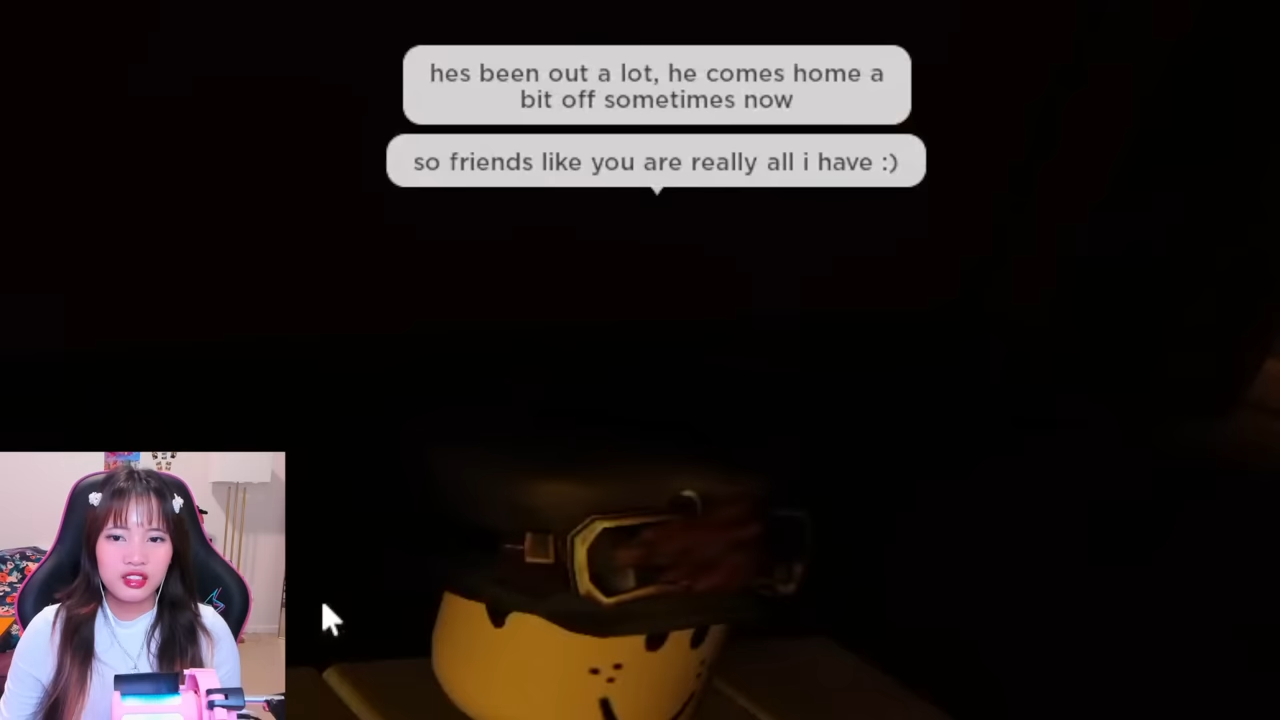 hes been out a lot, he comes home a
bit off sometimes now
so friends like you are really all i have :)